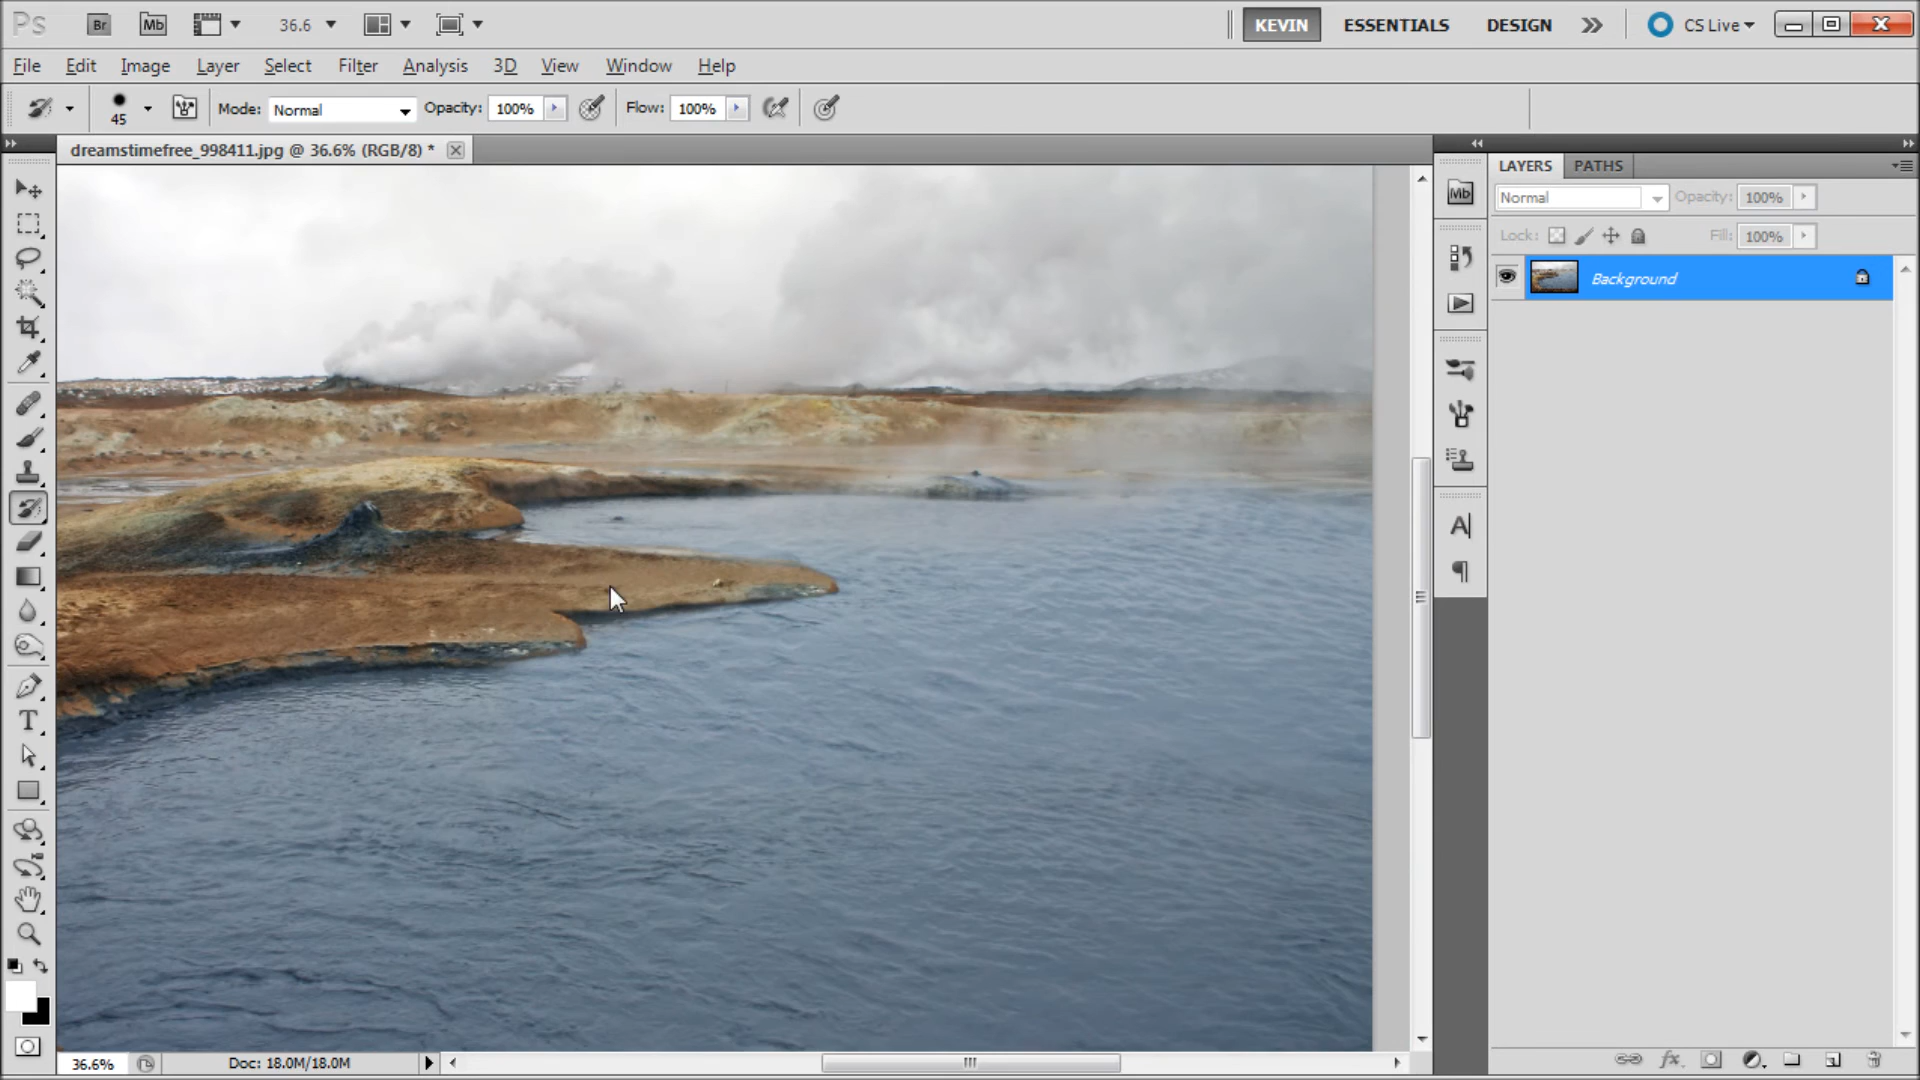 Ps Br Mb 36.6 KEVIN ESSENTIALS DESIGN CS Live
File Edit Image Layer Select Filter Analysis 3D View Window Help
45 Mode: Normal Opacity: 100% Flow: 100%
dreamstimefree_998411.jpg @ 36.6% (RGB/8) *
LAYERS PATHS
Mb
Normal Opacity: 100%
Lock: Fill: 100%
Background
A
T
36.6% Doc: 18.0M/18.0M
fx